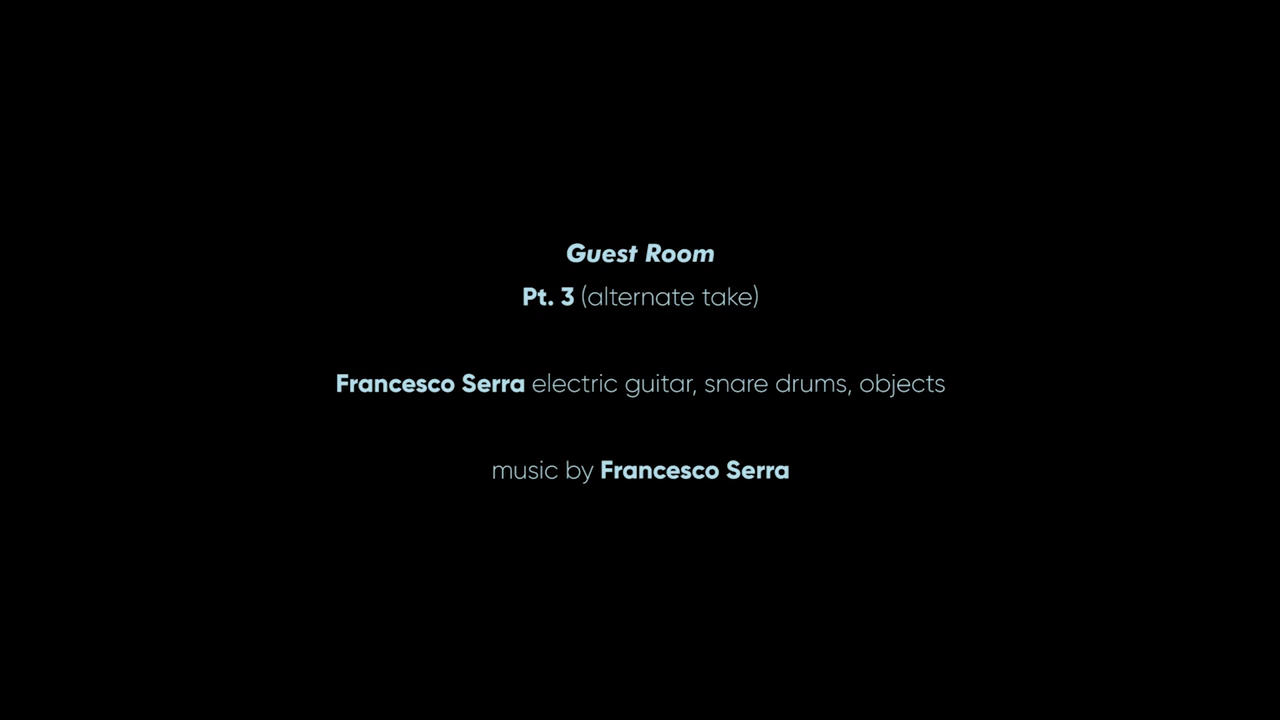 Guest Room
Pt. 3 (alternate take)
Francesco Serra electric guitar, snare drums, objects
music by Francesco Serra